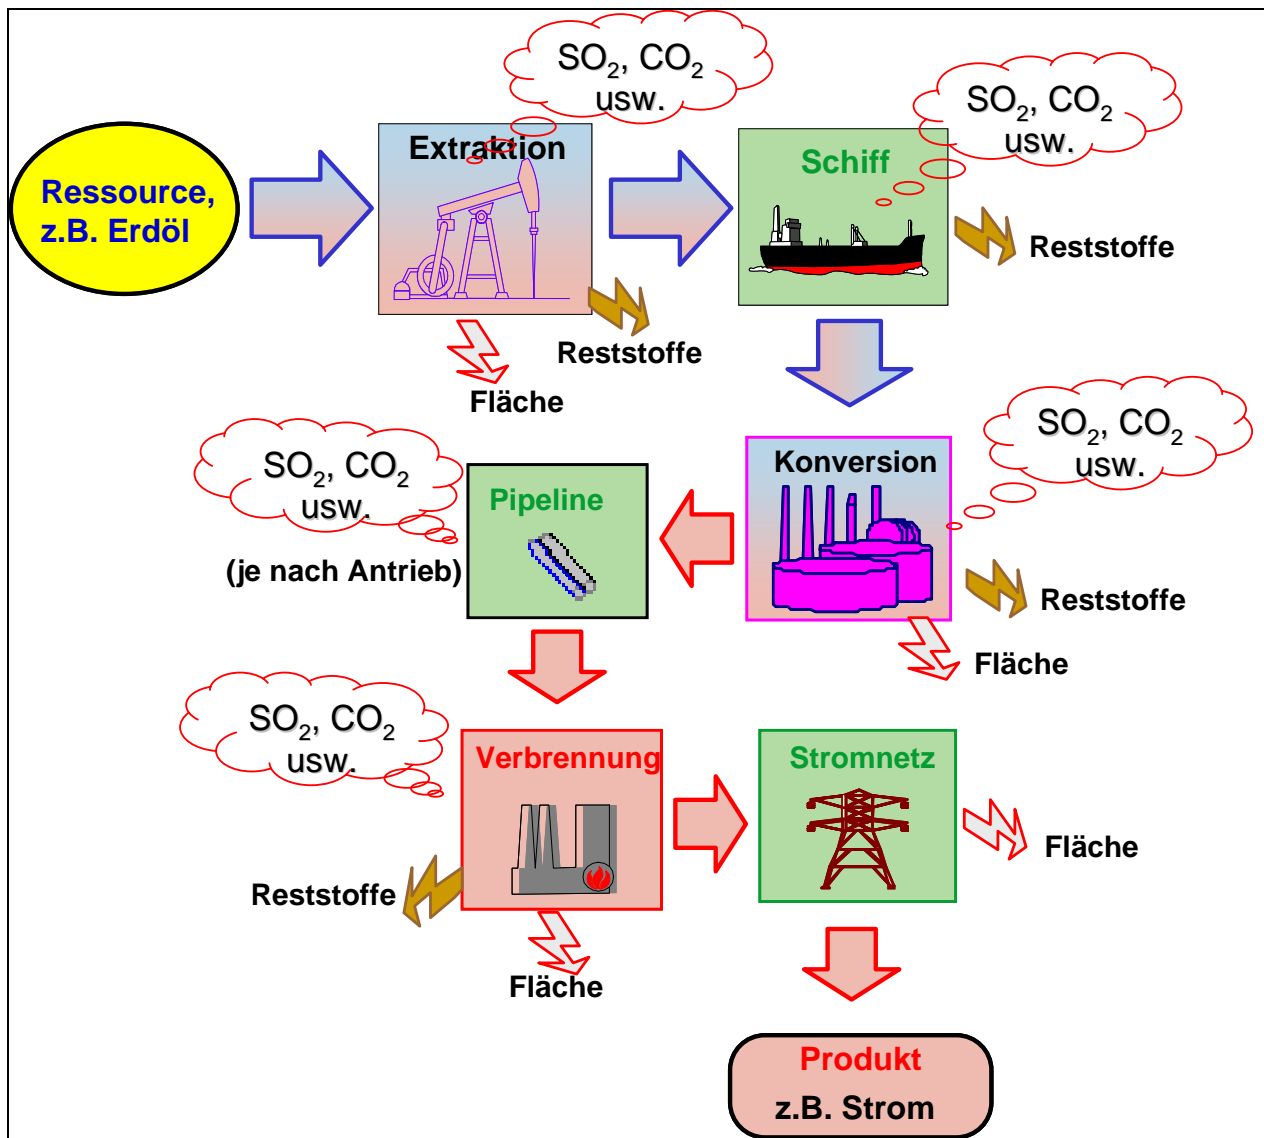 SO₂, CO₂
usw.
SO₂, CO₂
usw.
Extraktion
Schiff
Ressource,
z.B. Erdöl
Reststoffe
Reststoffe
Fläche
SO₂, CO₂
usw.
SO₂, CO₂
usw.
(je nach Antrieb)
Pipeline
Konversion
Reststoffe
Fläche
SO₂, CO₂
usw.
Verbrennung
Stromnetz
Fläche
Reststoffe
Fläche
Produkt
z.B. Strom